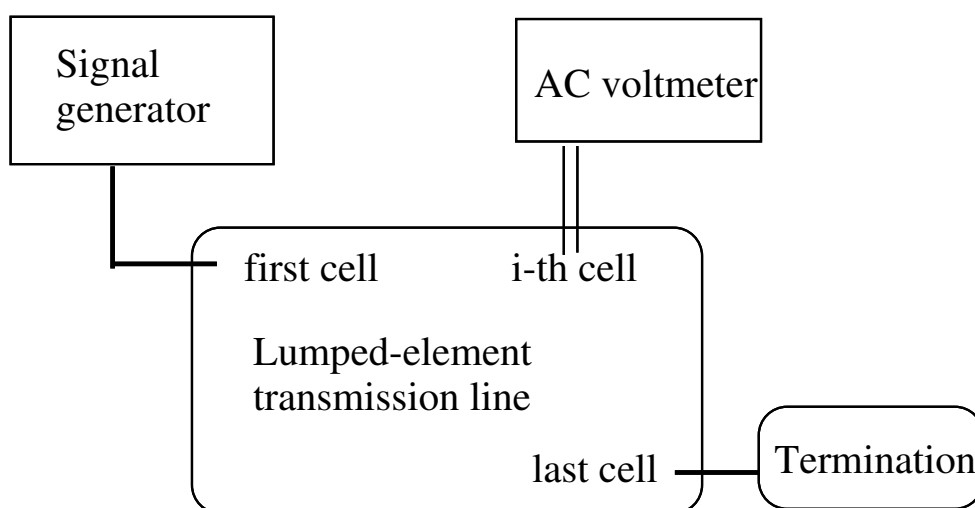 Signal
generator
AC voltmeter
first cell
i-th cell
Lumped-element
transmission line
last cell
Termination